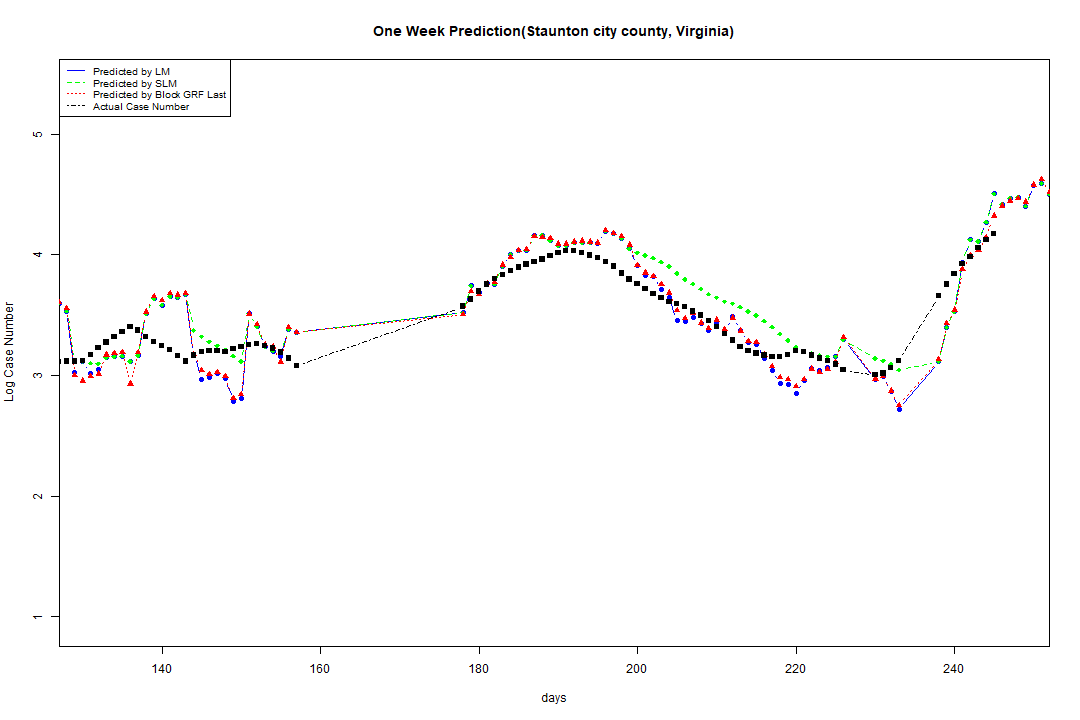 One Week Prediction(Staunton city county, Virginia)
Predicted by LM
Predicted by SLM
Predicted by Block GRF Last
Actual Case Number
Log Case Number
5
4
3
2
1
140 160 180 200 220 240
days